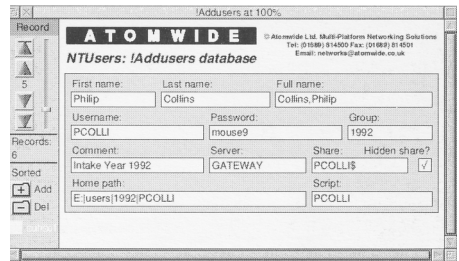 !Addusers at 100%
Record
5
Records:
6
Sorted
Add
Del
ATOMWIDE
© Atomwide Ltd. Multi-Platform Networking Solutions
Tel: (01689) 814500 Fax: (01689) 814501
Email: networks@atomwide.co.uk
NTUsers: !Addusers database
First name: Last name: Full name:
Philip Collins Collins,Philip
Username: Password: Group:
PCOLLI mouse9 1992
Comment: Server: Share: Hidden share?
Intake Year 1992 GATEWAY PCOLLI$ √
Home path: Script:
E:|users|1992|PCOLLI PCOLLI